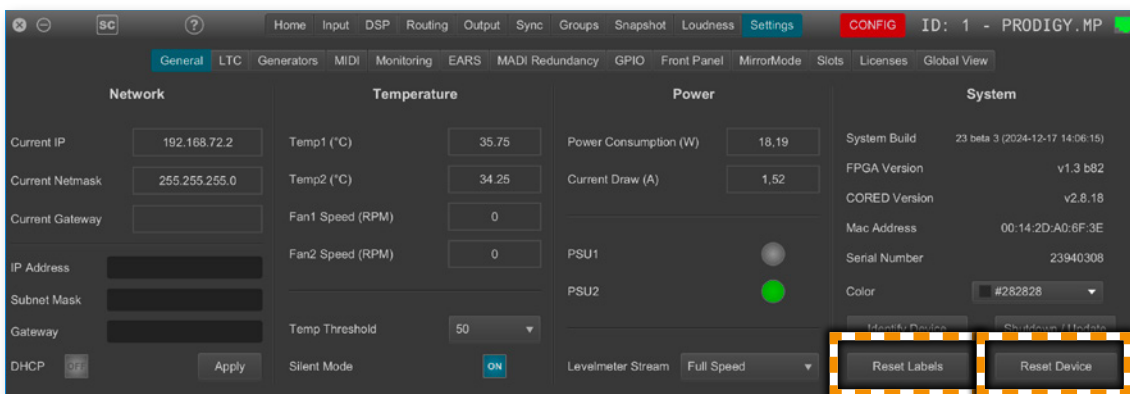 SC ? Home Input DSP Routing Output Sync Groups Snapshot Loudness Settings CONFIG ID: 1 - PRODIGY.MP
General LTC Generators MIDI Monitoring EARS MADI Redundancy GPIO Front Panel MirrorMode Slots Licenses Global View
Network
Current IP 192.168.72.2
Current Netmask 255.255.255.0
Current Gateway
IP Address
Subnet Mask
Gateway
DHCP OFF Apply
Temperature
Temp1 (°C) 35.75
Temp2 (°C) 34.25
Fan1 Speed (RPM) 0
Fan2 Speed (RPM) 0
Temp Threshold 50
Silent Mode ON
Power
Power Consumption (W) 18,19
Current Draw (A) 1,52
PSU1
PSU2
Levelmeter Stream Full Speed
System
System Build 23 beta 3 (2024-12-17 14:06:15)
FPGA Version v1.3 b82
CORED Version v2.8.18
Mac Address 00:14:2D:A0:6F:3E
Serial Number 23940308
Color #282828
Identify Device Shutdown / Update
Reset Labels Reset Device